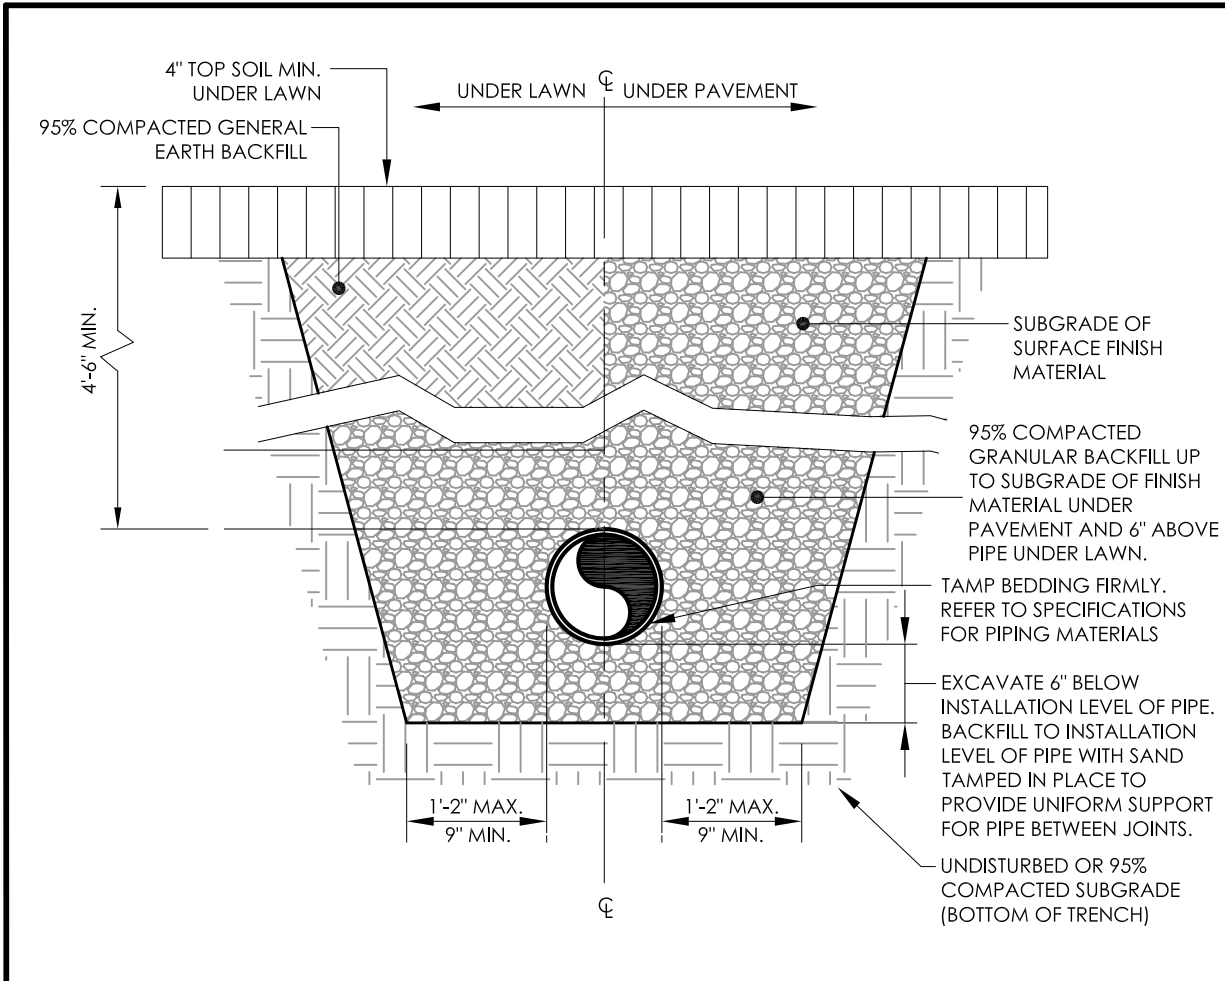 4" TOP SOIL MIN.
UNDER LAWN
℄
UNDER LAWN
UNDER PAVEMENT
95% COMPACTED GENERAL
EARTH BACKFILL
4'-6" MIN.
SUBGRADE OF
SURFACE FINISH
MATERIAL
95% COMPACTED
GRANULAR BACKFILL UP
TO SUBGRADE OF FINISH
MATERIAL UNDER
PAVEMENT AND 6" ABOVE
PIPE UNDER LAWN.
TAMP BEDDING FIRMLY.
REFER TO SPECIFICATIONS
FOR PIPING MATERIALS
EXCAVATE 6" BELOW
INSTALLATION LEVEL OF PIPE.
BACKFILL TO INSTALLATION
LEVEL OF PIPE WITH SAND
TAMPED IN PLACE TO
PROVIDE UNIFORM SUPPORT
FOR PIPE BETWEEN JOINTS.
1'-2" MAX.
9" MIN.
1'-2" MAX.
9" MIN.
UNDISTURBED OR 95%
COMPACTED SUBGRADE
(BOTTOM OF TRENCH)
℄